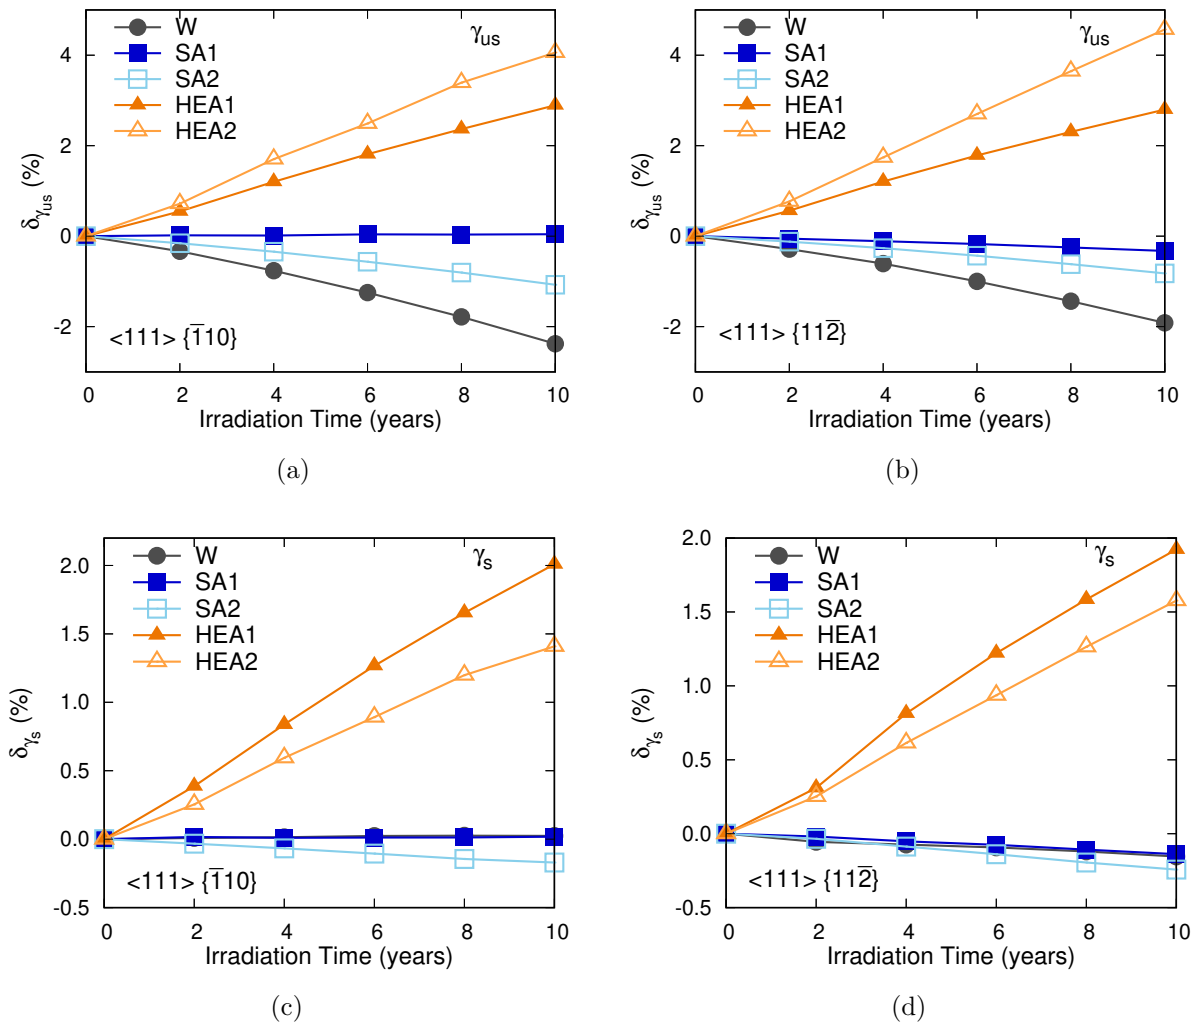 W
SA1
SA2
HEA1
HEA2
γus
4
2
0
-2
δγus (%)
<111> {1̅10}
0 2 4 6 8 10
Irradiation Time (years)
(a)
W
SA1
SA2
HEA1
HEA2
γus
4
2
0
-2
δγus (%)
<111> {112̅}
0 2 4 6 8 10
Irradiation Time (years)
(b)
W
SA1
SA2
HEA1
HEA2
γs
2.0
1.5
1.0
0.5
0.0
-0.5
δγs (%)
<111> {1̅10}
0 2 4 6 8 10
Irradiation Time (years)
(c)
W
SA1
SA2
HEA1
HEA2
γs
2.0
1.5
1.0
0.5
0.0
-0.5
δγs (%)
<111> {112̅}
0 2 4 6 8 10
Irradiation Time (years)
(d)